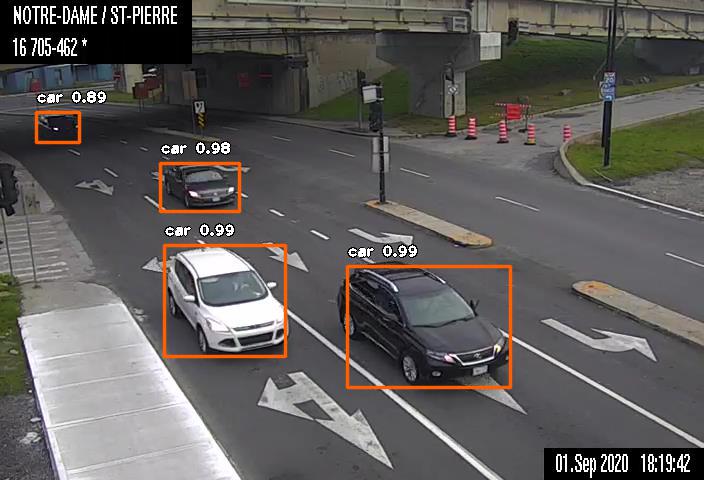 NOTRE-DAME / ST-PIERRE
16 705-462 *
car 0.89
car 0.98
car 0.99
car 0.99
20
01.Sep 2020 18:19:42